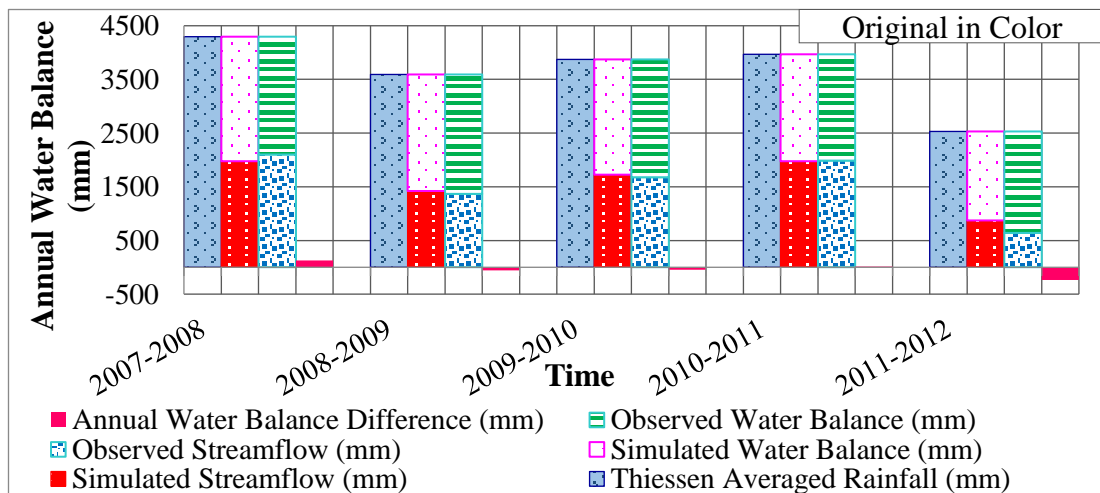 Original in Color
Annual Water Balance
(mm)
4500
3500
2500
1500
500
-500
2007-2008
2008-2009
2009-2010
2010-2011
2011-2012
Time
Annual Water Balance Difference (mm)
Observed Water Balance (mm)
Observed Streamflow (mm)
Simulated Water Balance (mm)
Simulated Streamflow (mm)
Thiessen Averaged Rainfall (mm)